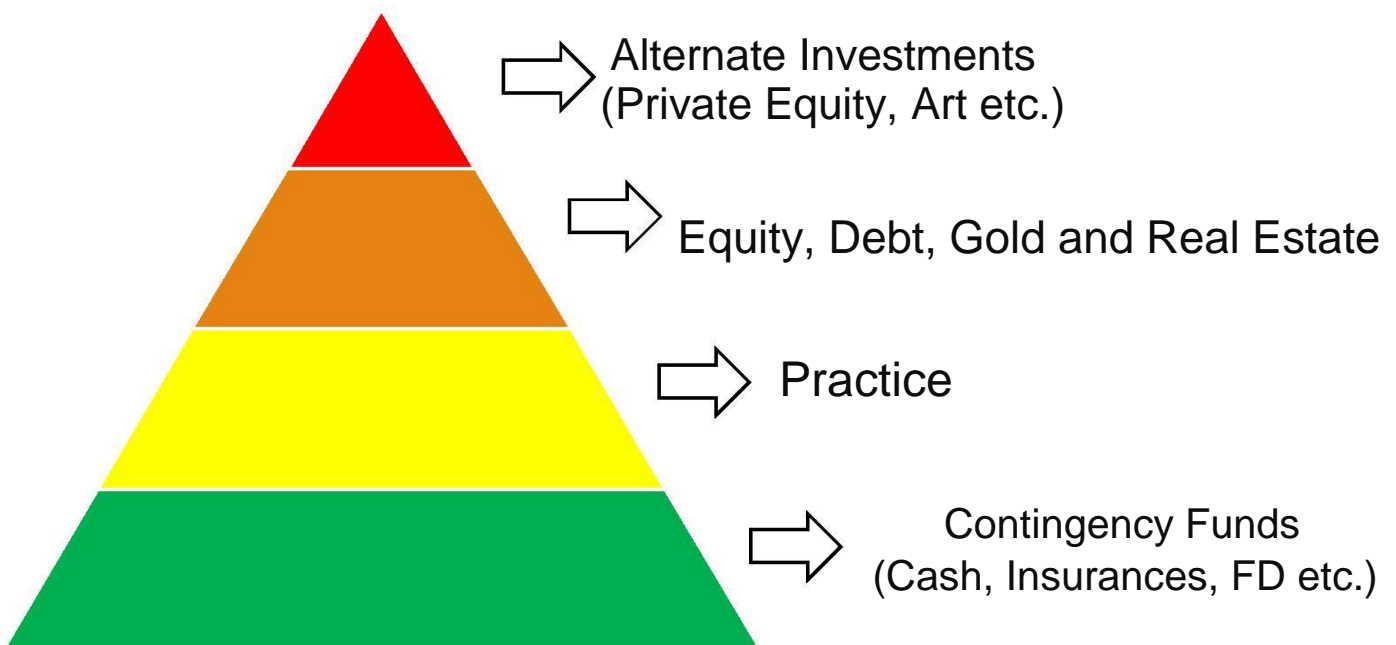 Alternate Investments
(Private Equity, Art etc.)
Equity, Debt, Gold and Real Estate
Practice
Contingency Funds
(Cash, Insurances, FD etc.)